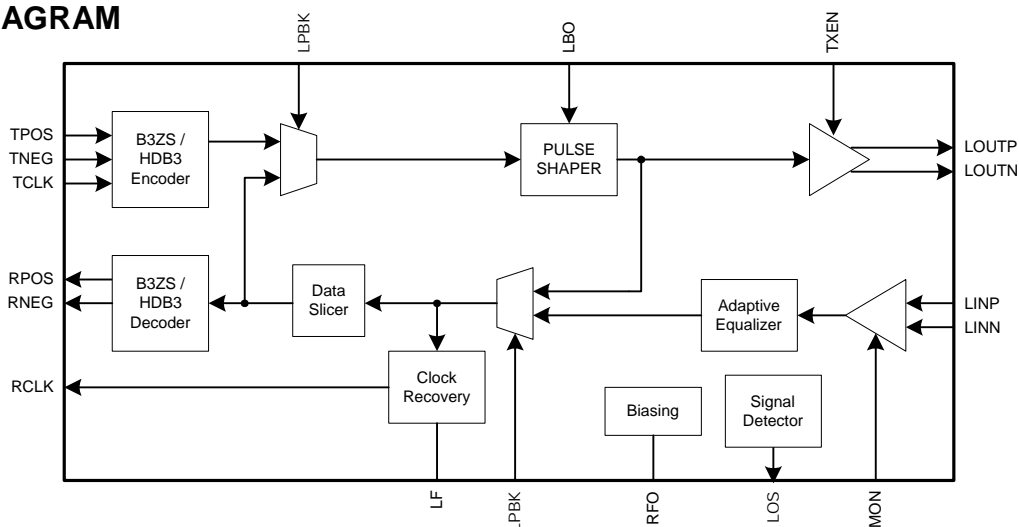 AGRAM
LPBK
LBO
TXEN
TPOS
TNEG
TCLK
B3ZS /
HDB3
Encoder
PULSE
SHAPER
LOUTP
LOUTN
RPOS
RNEG
B3ZS /
HDB3
Decoder
Data
Slicer
Adaptive
Equalizer
LINP
LINN
RCLK
Clock
Recovery
Biasing
Signal
Detector
LF
LPBK
RFO
LOS
MON